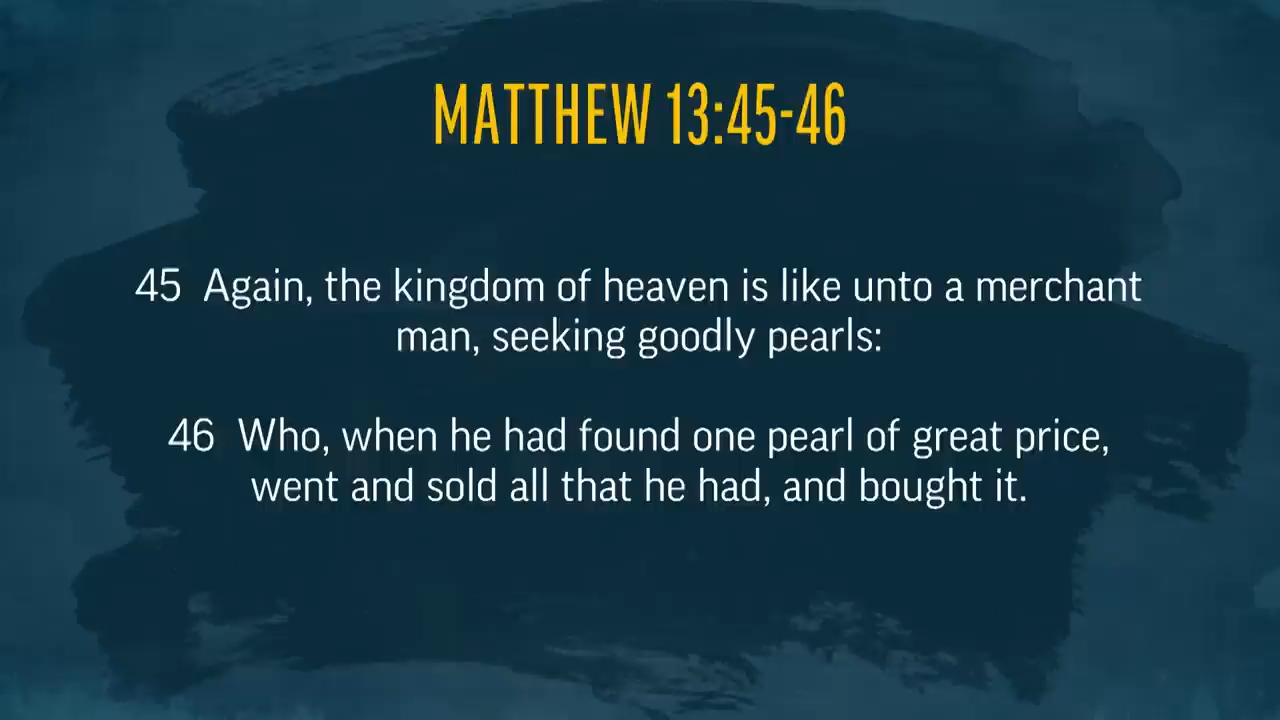 MATTHEW 13:45-46
45 Again, the kingdom of heaven is like unto a merchant
man, seeking goodly pearls:
46 Who, when he had found one pearl of great price,
went and sold all that he had, and bought it.